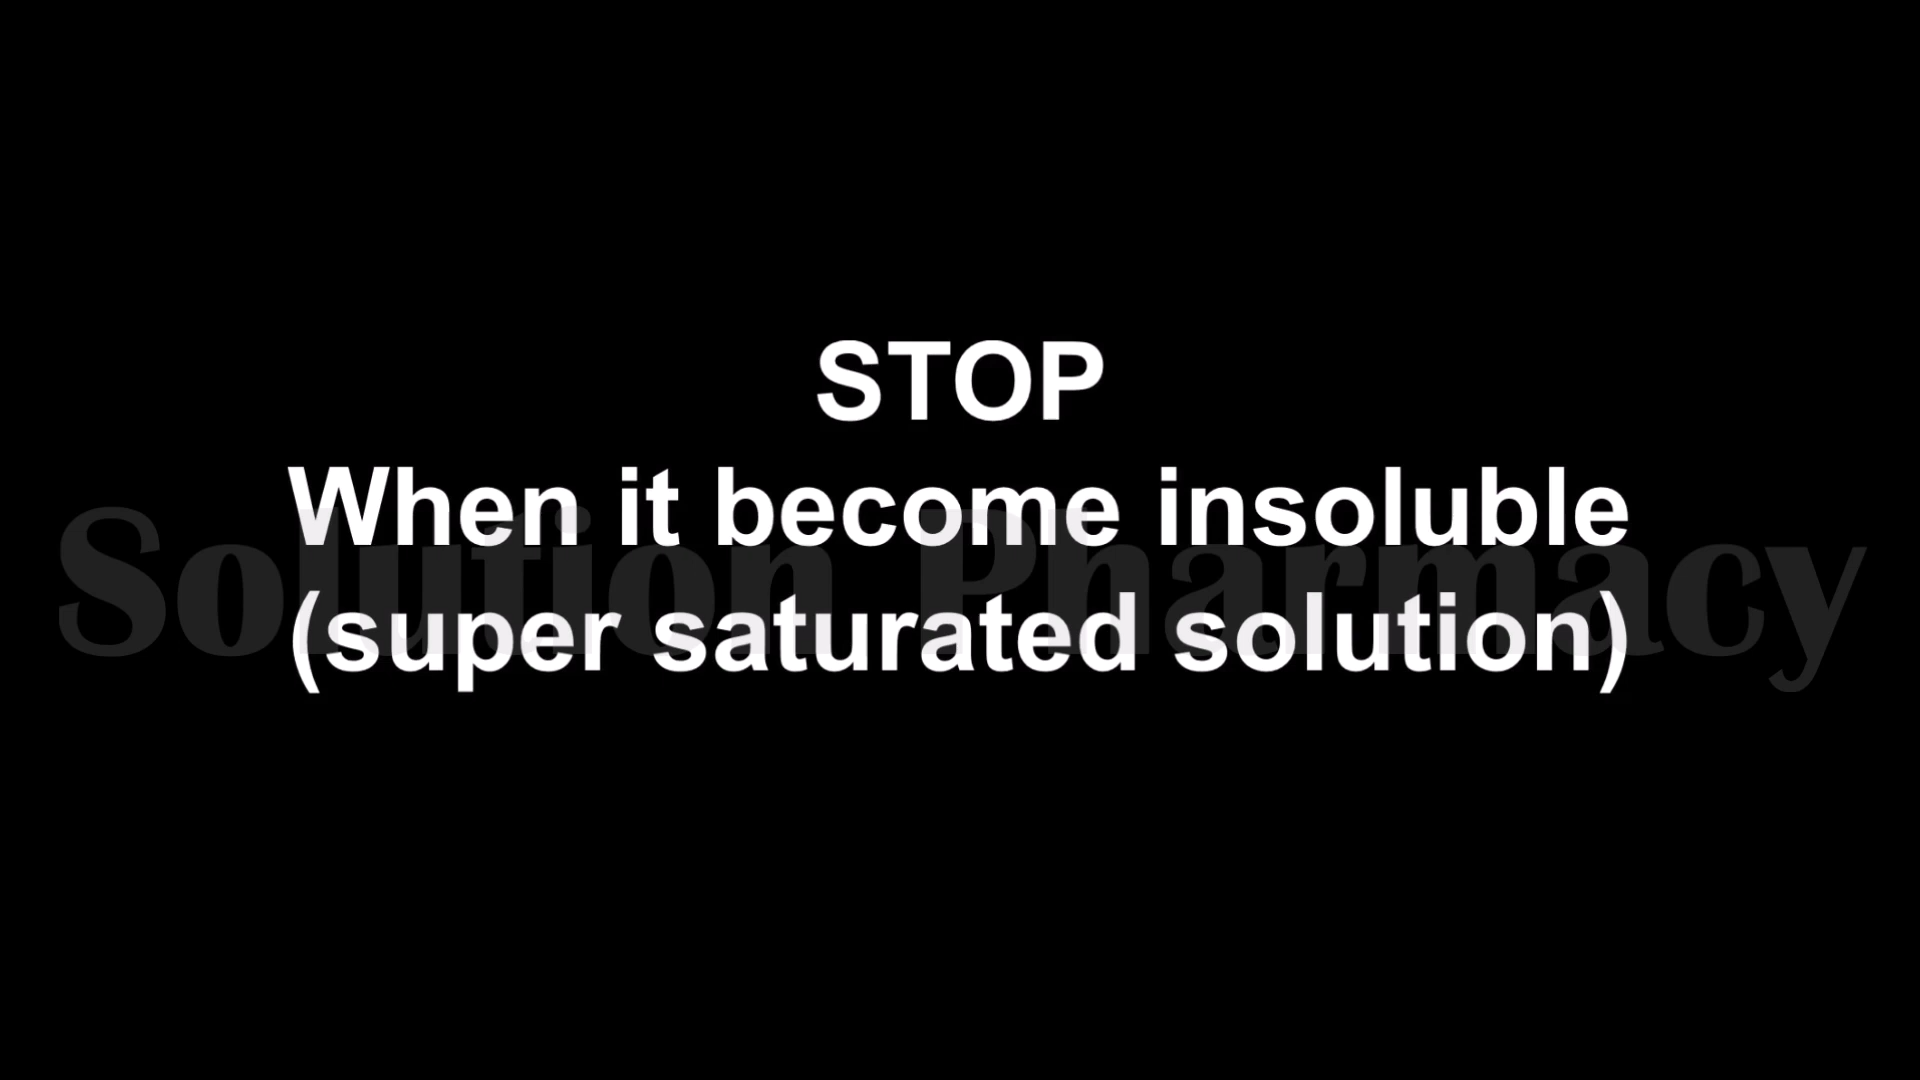 STOP
When it become insoluble
(super saturated solution)
Solution Pharmacy